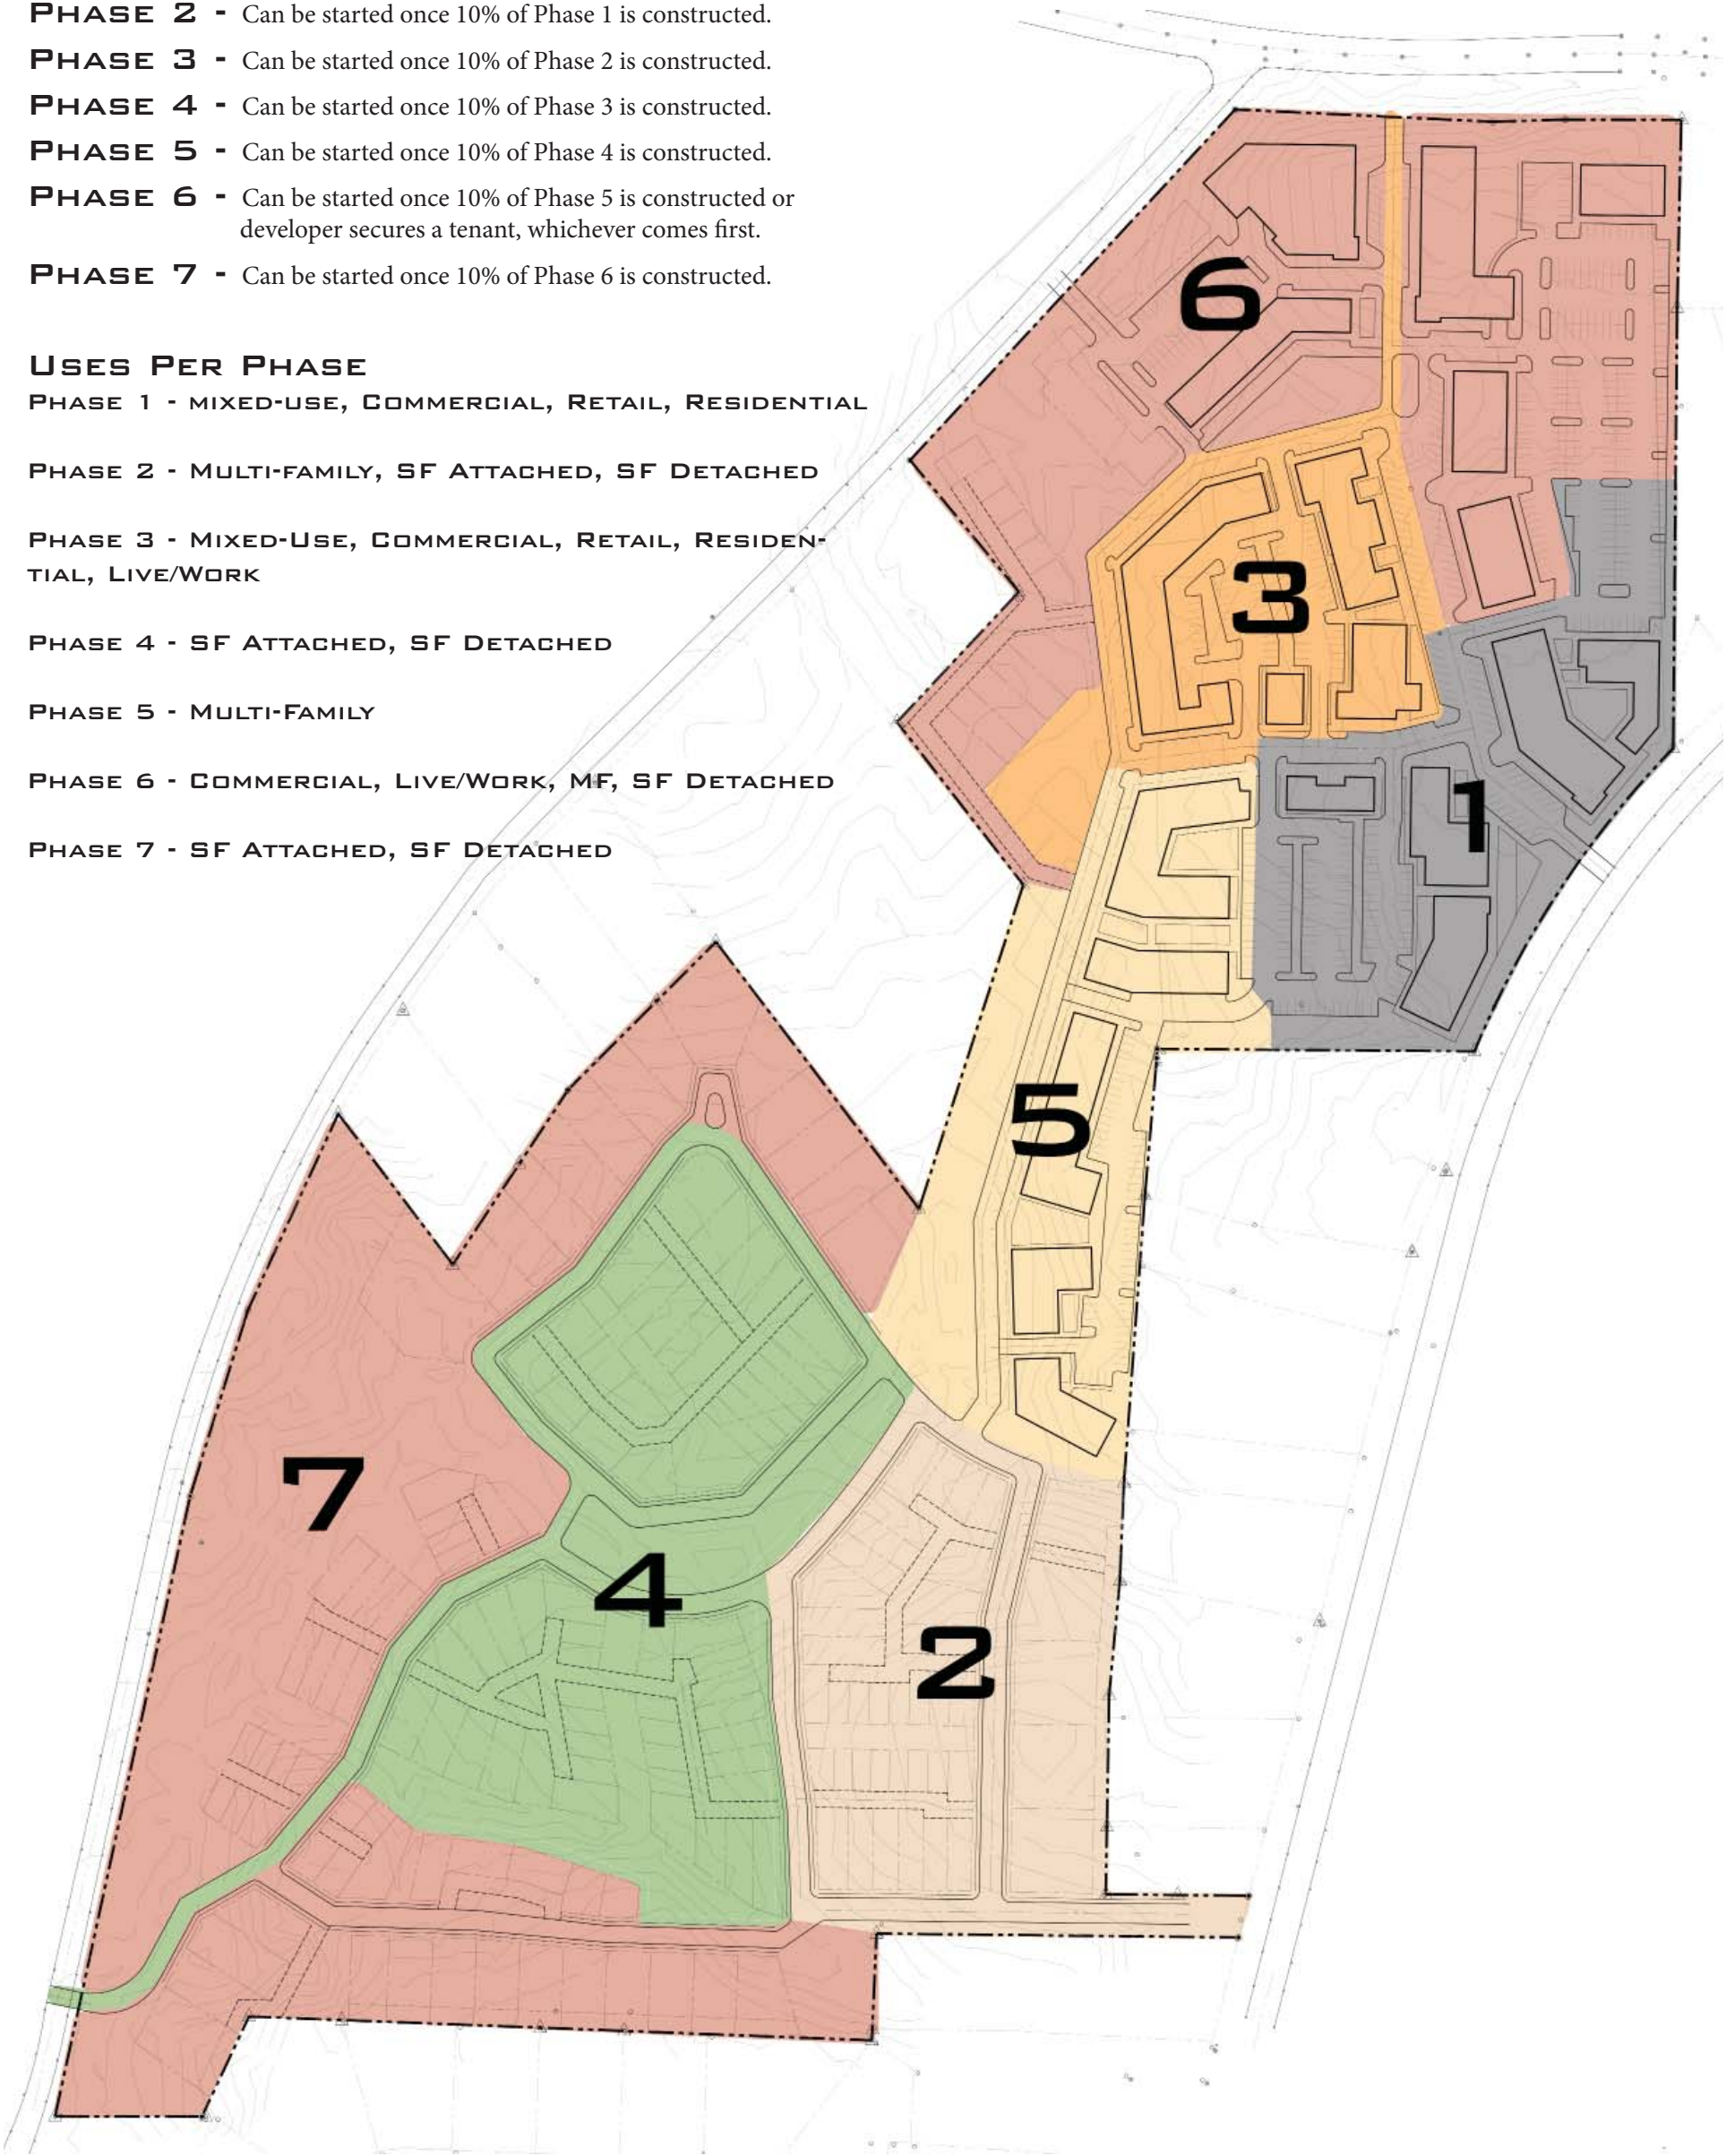 Phase 2 - Can be started once 10% of Phase 1 is constructed.
Phase 3 - Can be started once 10% of Phase 2 is constructed.
Phase 4 - Can be started once 10% of Phase 3 is constructed.
Phase 5 - Can be started once 10% of Phase 4 is constructed.
Phase 6 - Can be started once 10% of Phase 5 is constructed or
developer secures a tenant, whichever comes first.
Phase 7 - Can be started once 10% of Phase 6 is constructed.
Uses Per Phase
Phase 1 - mixed-use, Commercial, Retail, Residential
Phase 2 - Multi-family, SF Attached, SF Detached
Phase 3 - Mixed-Use, Commercial, Retail, Residen-
tial, Live/Work
Phase 4 - SF Attached, SF Detached
Phase 5 - Multi-Family
Phase 6 - Commercial, Live/Work, MF, SF Detached
Phase 7 - SF Attached, SF Detached
6
3
1
5
7
4
2